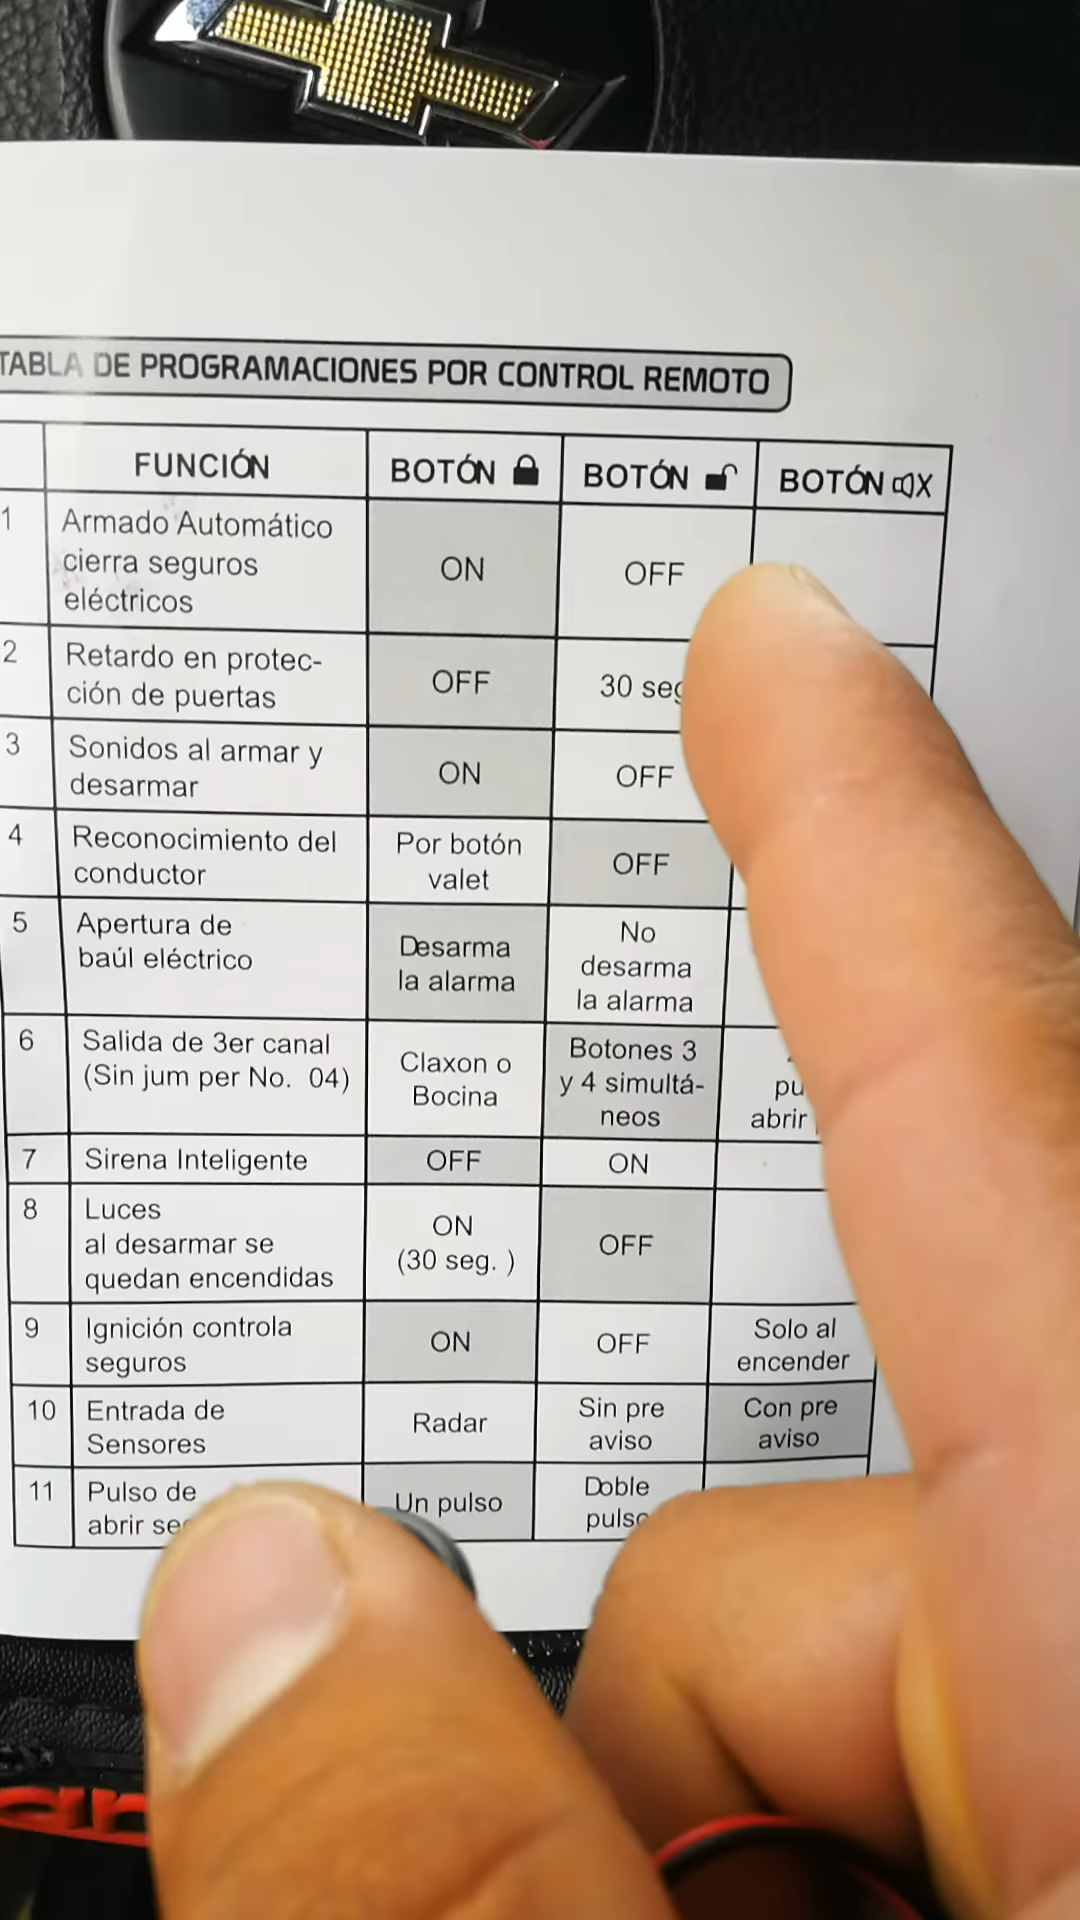 TABLA DE PROGRAMACIONES POR CONTROL REMOTO
FUNCIÓN BOTÓN BOTÓN BOTÓN
1 Armado Automático
cierra seguros
eléctricos
ON OFF
2 Retardo en protec-
ción de puertas
OFF 30
3 Sonidos al armar y
desarmar
ON OFF
4 Reconocimiento del
conductor
Por botón
valet
OFF
5 Apertura de
baúl eléctrico
Desarma
la alarma
No
desarma
la alarma
6 Salida de 3er canal
(Sin jum per No. 04)
Claxon o
Bocina
Botones 3
y 4 simultá-
neos
abrir
7 Sirena Inteligente OFF ON
8 Luces
al desarmar se
quedan encendidas
ON
(30 seg. )
OFF
9 Ignición controla
seguros
ON OFF
Solo al
encender
10 Entrada de
Sensores
Radar
Sin pre
aviso
Con pre
aviso
11 Pulso de
abrir
Un pulso
Doble